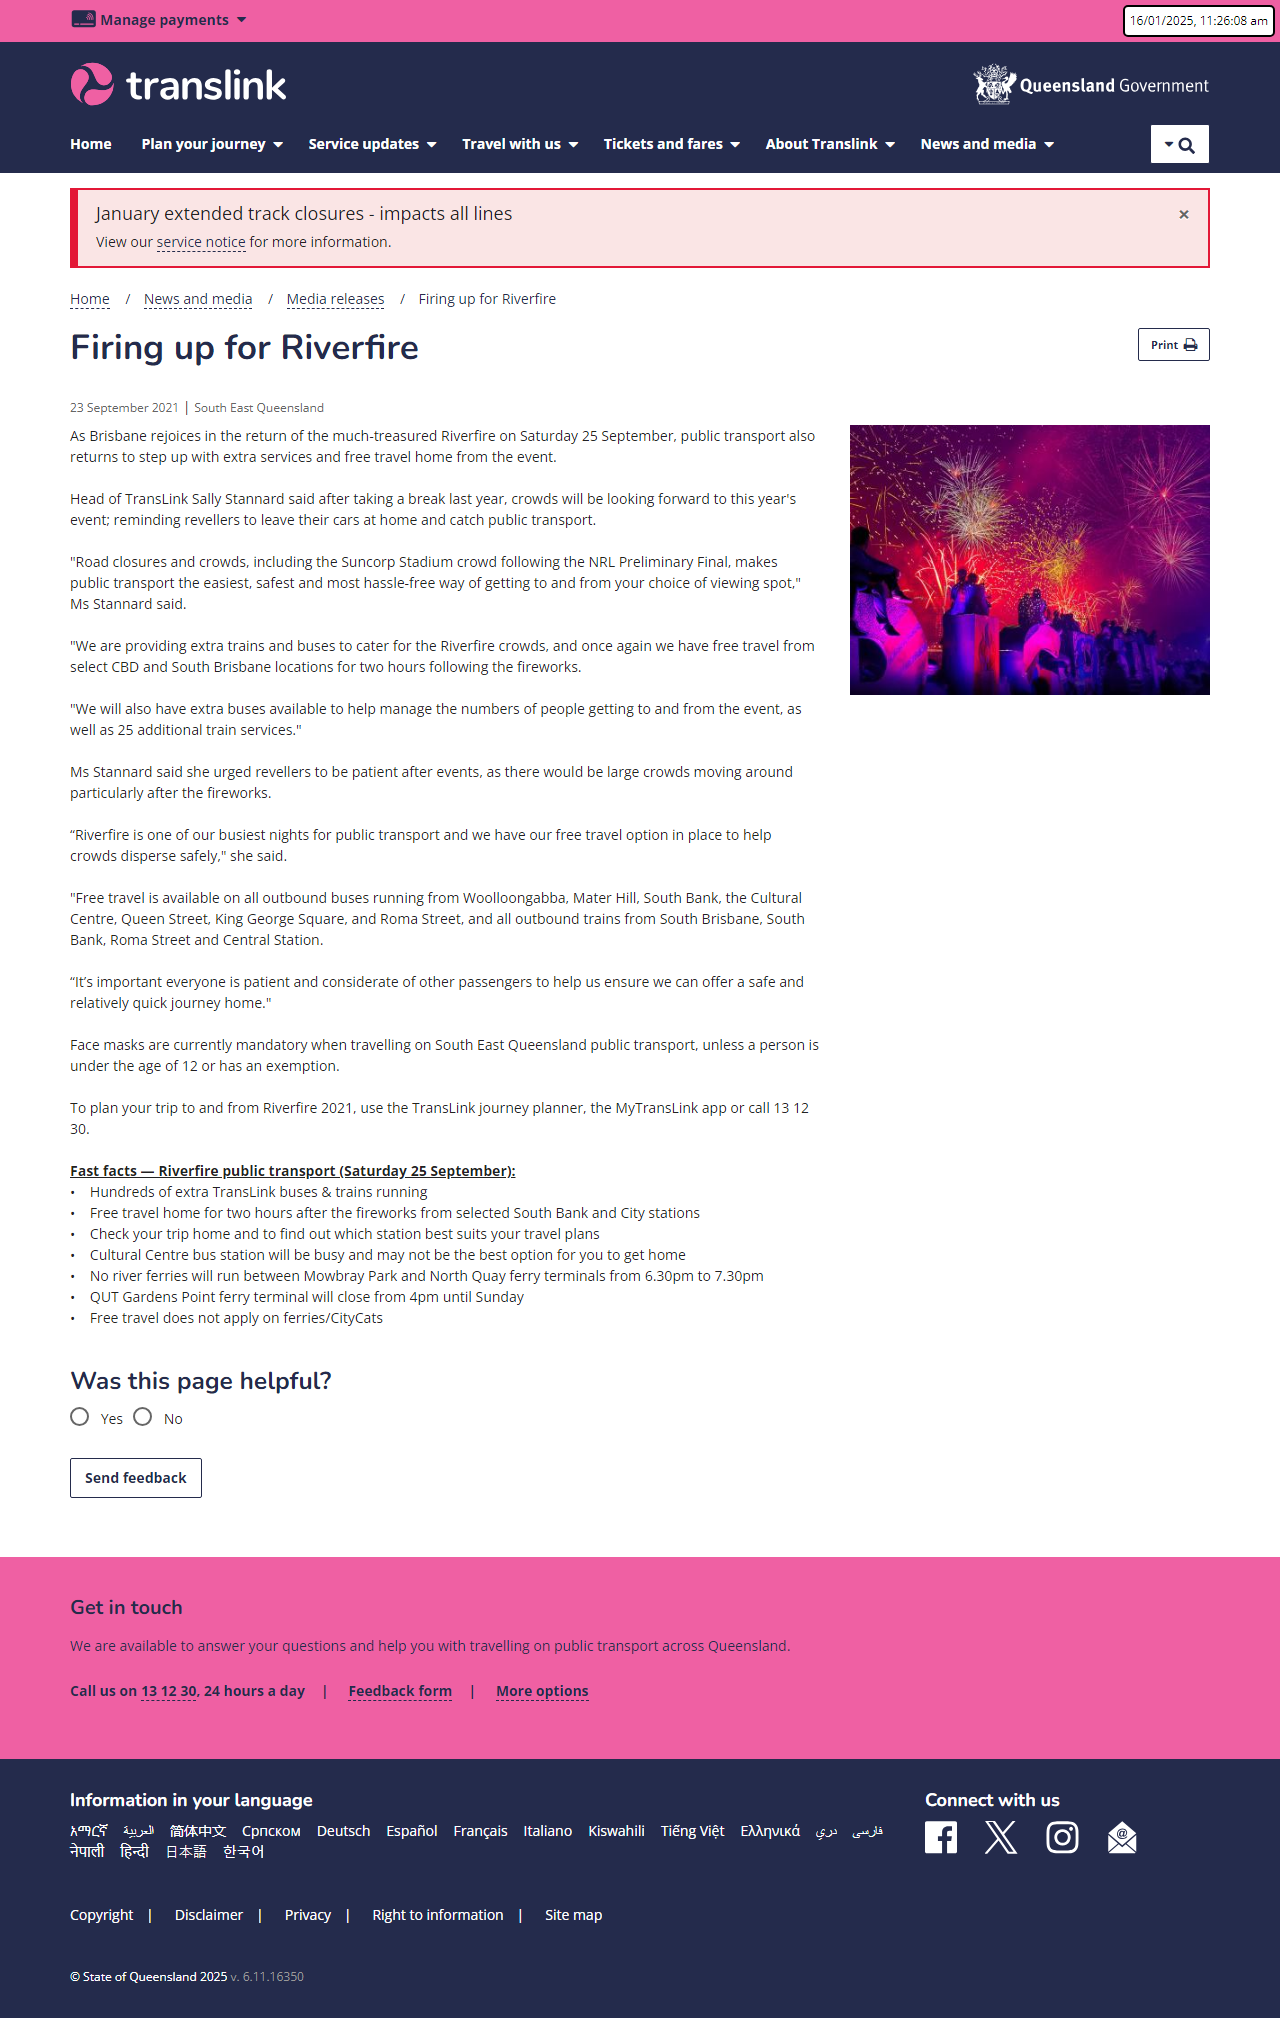 Manage payments
16/01/2025, 11:26:08 am
translink
Queensland Government
Home Plan your journey Service updates Travel with us Tickets and fares About Translink News and media
January extended track closures - impacts all lines
×
View our service notice for more information.
Home / News and media / Media releases / Firing up for Riverfire
Firing up for Riverfire
Print
23 September 2021 | South East Queensland
As Brisbane rejoices in the return of the much-treasured Riverfire on Saturday 25 September, public transport also
returns to step up with extra services and free travel home from the event.
Head of TransLink Sally Stannard said after taking a break last year, crowds will be looking forward to this year's
event; reminding revellers to leave their cars at home and catch public transport.
"Road closures and crowds, including the Suncorp Stadium crowd following the NRL Preliminary Final, makes
public transport the easiest, safest and most hassle-free way of getting to and from your choice of viewing spot,"
Ms Stannard said.
"We are providing extra trains and buses to cater for the Riverfire crowds, and once again we have free travel from
select CBD and South Brisbane locations for two hours following the fireworks.
"We will also have extra buses available to help manage the numbers of people getting to and from the event, as
well as 25 additional train services."
Ms Stannard said she urged revellers to be patient after events, as there would be large crowds moving around
particularly after the fireworks.
“Riverfire is one of our busiest nights for public transport and we have our free travel option in place to help
crowds disperse safely," she said.
"Free travel is available on all outbound buses running from Woolloongabba, Mater Hill, South Bank, the Cultural
Centre, Queen Street, King George Square, and Roma Street, and all outbound trains from South Brisbane, South
Bank, Roma Street and Central Station.
“It’s important everyone is patient and considerate of other passengers to help us ensure we can offer a safe and
relatively quick journey home."
Face masks are currently mandatory when travelling on South East Queensland public transport, unless a person is
under the age of 12 or has an exemption.
To plan your trip to and from Riverfire 2021, use the TransLink journey planner, the MyTransLink app or call 13 12
30.
Fast facts — Riverfire public transport (Saturday 25 September):
• Hundreds of extra TransLink buses & trains running
• Free travel home for two hours after the fireworks from selected South Bank and City stations
• Check your trip home and to find out which station best suits your travel plans
• Cultural Centre bus station will be busy and may not be the best option for you to get home
• No river ferries will run between Mowbray Park and North Quay ferry terminals from 6.30pm to 7.30pm
• QUT Gardens Point ferry terminal will close from 4pm until Sunday
• Free travel does not apply on ferries/CityCats
Was this page helpful?
Yes No
Send feedback
Get in touch
We are available to answer your questions and help you with travelling on public transport across Queensland.
Call us on 13 12 30, 24 hours a day | Feedback form | More options
Information in your language
አማርኛ العربية 简体中文 Српском Deutsch Español Français Italiano Kiswahili Tiếng Việt Ελληνικά دري فارسی
नेपाली हिन्दी 日本語 한국어
Connect with us
Copyright | Disclaimer | Privacy | Right to information | Site map
© State of Queensland 2025 v. 6.11.16350